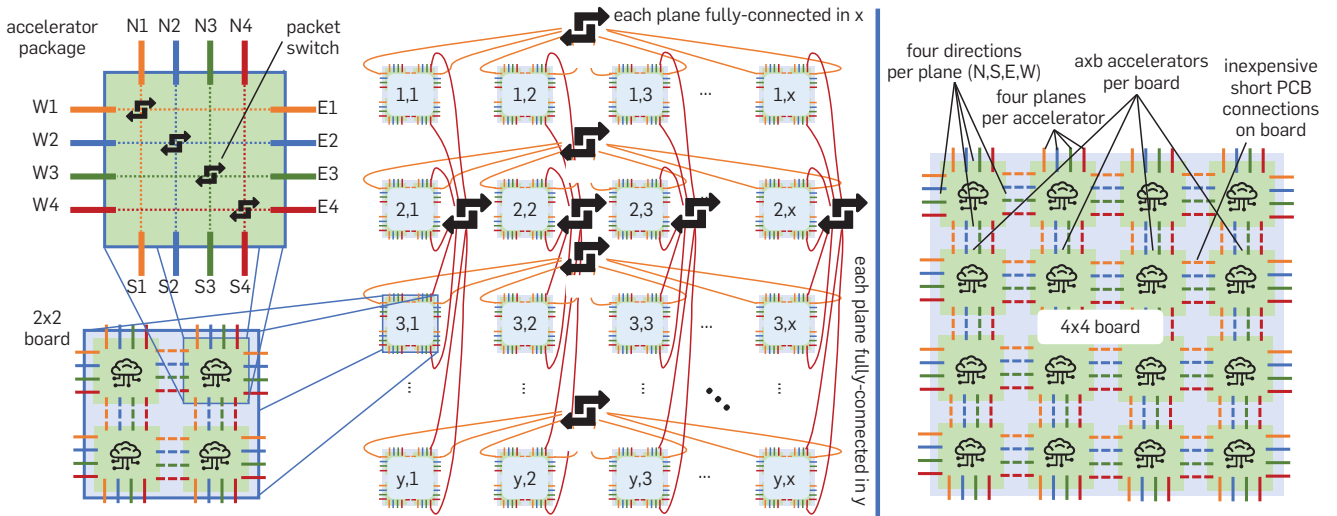 accelerator
package
N1 N2 N3 N4
packet
switch
W1
W2
W3
W4
E1
E2
E3
E4
S1 S2 S3 S4
2x2
board
each plane fully-connected in x
1,1 1,2 1,3 ... 1,x
2,1 2,2 2,3 ... 2,x
3,1 3,2 3,3 ... 3,x
... ... ...
y,1 y,2 y,3 ... y,x
each plane fully-connected in y
four directions
per plane (N,S,E,W)
four planes
per accelerator
axb accelerators
per board
inexpensive
short PCB
connections
on board
4x4 board